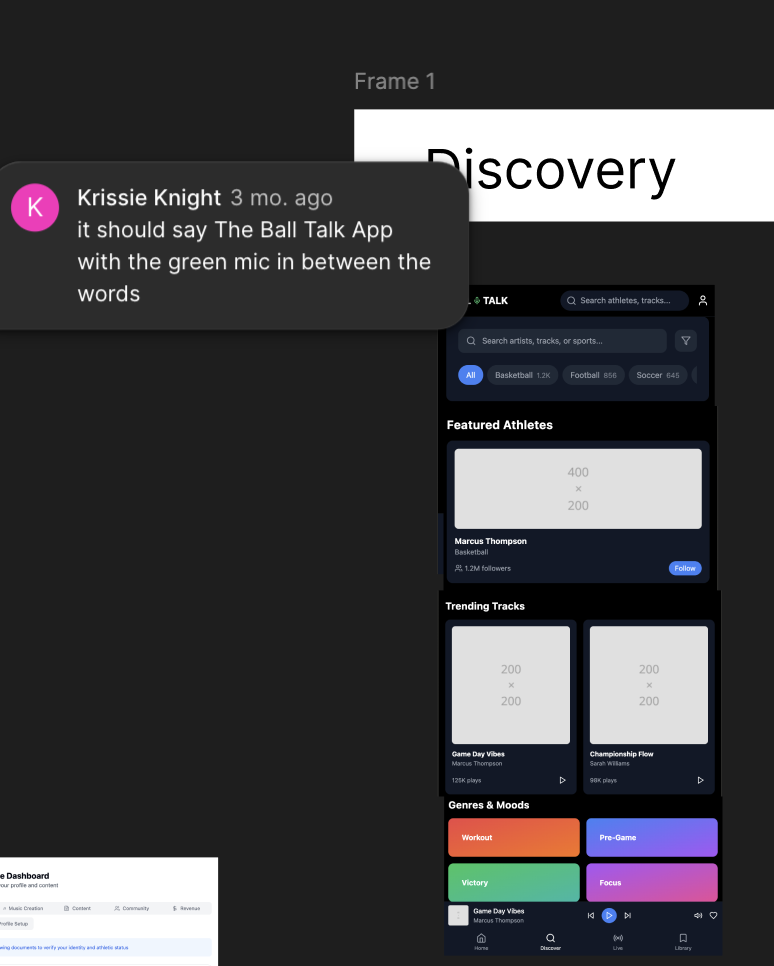 Frame 1
Discovery
Krissie Knight 3 mo. ago
it should say The Ball Talk App
with the green mic in between the
words
K
TALK
Search athletes, tracks...
Search artists, tracks, or sports...
All
Basketball 1.2K
Football 856
Soccer 645
Featured Athletes
400
×
200
Marcus Thompson
Basketball
1.2M followers
Follow
Trending Tracks
200
×
200
200
×
200
Game Day Vibes
Marcus Thompson
125K plays
Championship Flow
Sarah Williams
98K plays
Genres & Moods
Workout
Pre-Game
Victory
Focus
Game Day Vibes
Marcus Thompson
Home
Discover
Live
Library
e Dashboard
your profile and content
Music Creation
Content
Community
Revenue
Profile Setup
wing documents to verify your identity and athletic status